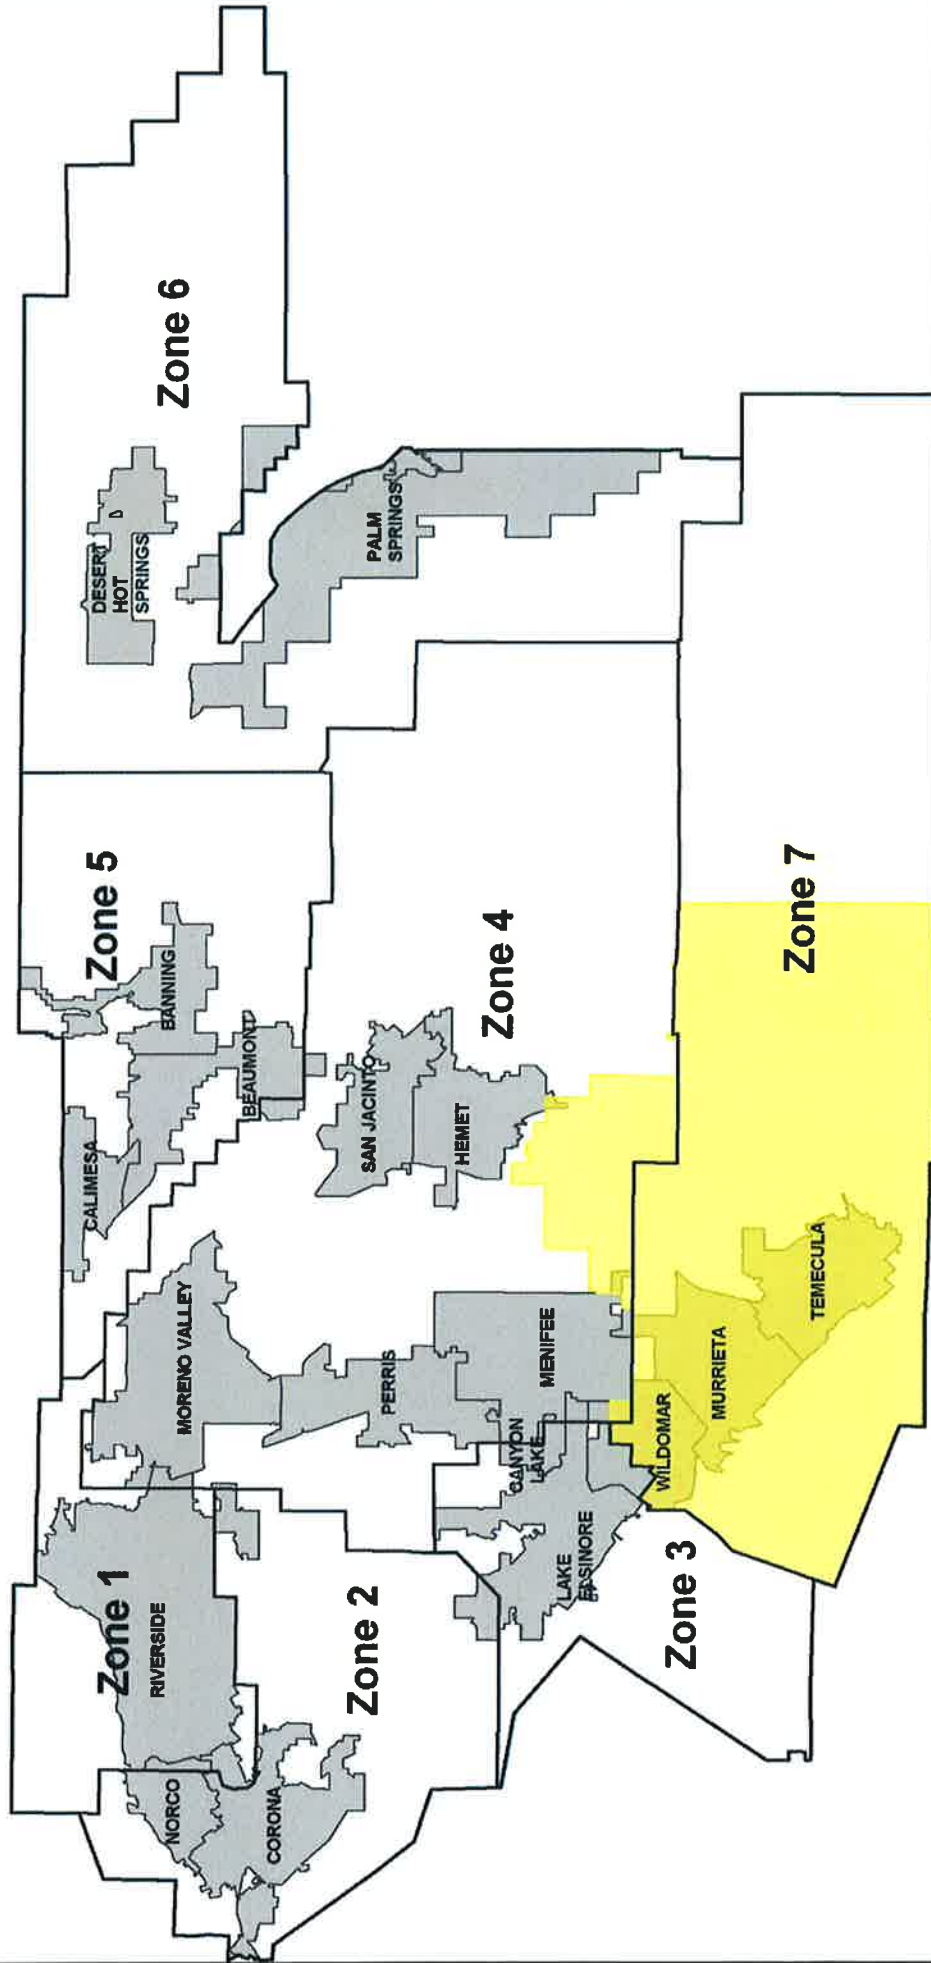 Zone 1
RIVERSIDE
NORCO
CORONA
Zone 2
MORENO VALLEY
PERRIS
CALIMESA
BEAUMONT
BANNING
Zone 5
DESERT
HOT
SPRINGS
Zone 6
PALM
SPRINGS
SAN JACINTO
HEMET
Zone 4
MENIFEE
CANYON
LAKE
LAKE
ELSINORE
Zone 3
WILDOMAR
MURRIETA
TEMECULA
Zone 7